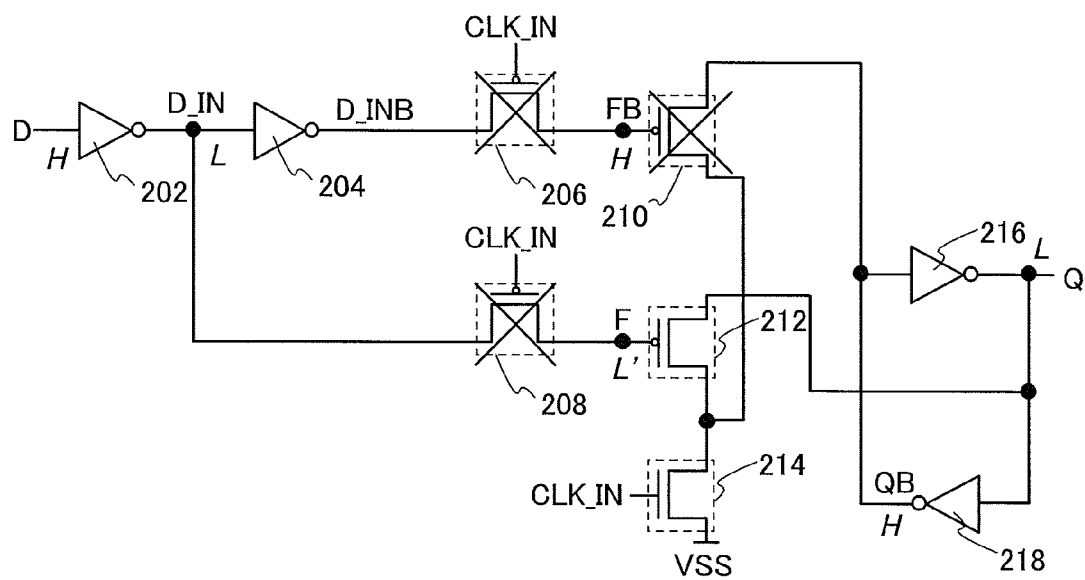 CLK_IN
D
H
D_IN
L
D_INB
FB
H
202
204
206
210
CLK_IN
216
L
Q
F
L'
212
208
CLK_IN
214
QB
H
VSS
218